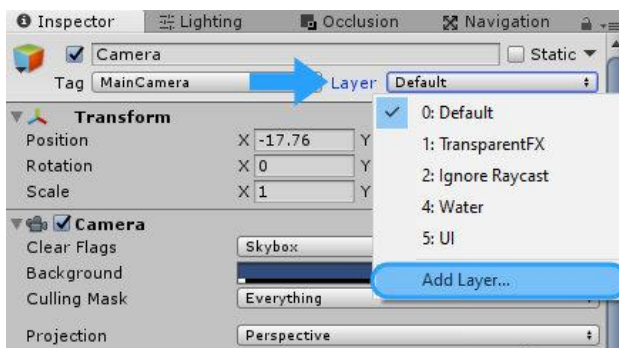 Inspector Lighting Occlusion Navigation
Camera Static
Tag MainCamera Layer Default
Transform
0: Default
Position X -17.76 Y
1: TransparentFX
Rotation X 0 Y
2: Ignore Raycast
Scale X 1 Y
4: Water
Camera
5: UI
Clear Flags Skybox
Background
Add Layer...
Culling Mask Everything
Projection Perspective